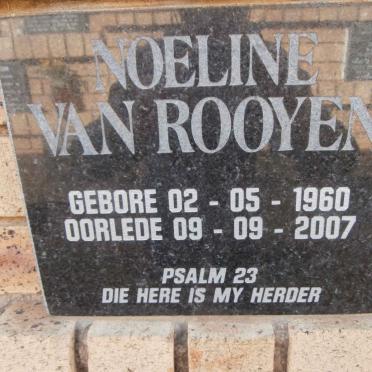 NOELINE
VAN ROOYEN
GEBORE 02 - 05 - 1960
OORLEDE 09 - 09 - 2007
PSALM 23
DIE HERE IS MY HERDER